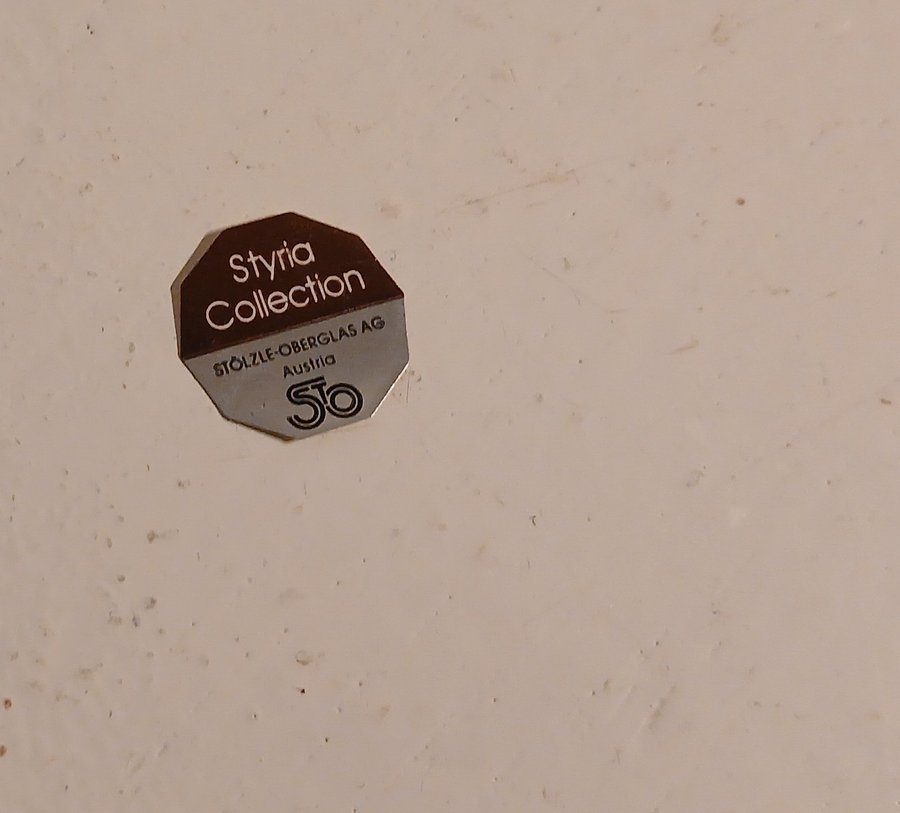 Styria
Collection
STÖLZLE-OBERGLAS AG
Austria
STO